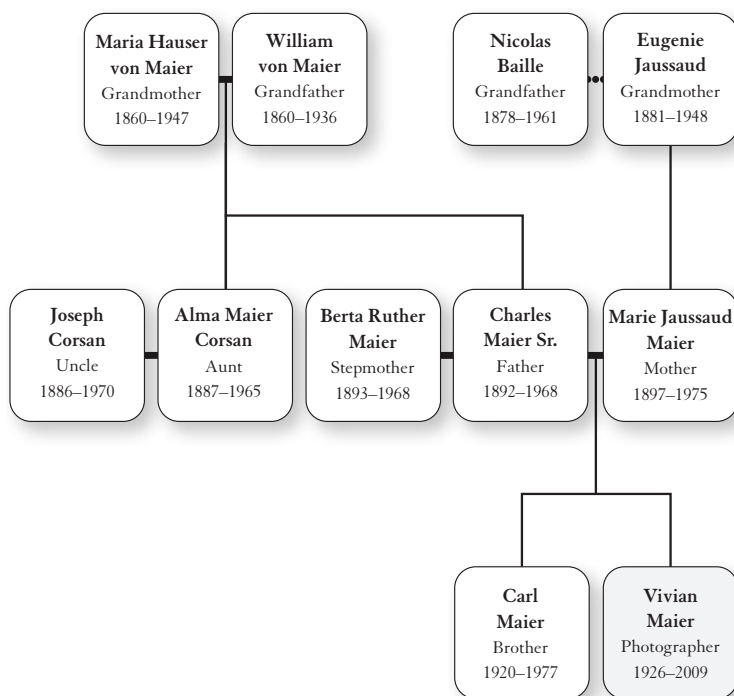 Maria Hauser
von Maier
Grandmother
1860–1947
William
von Maier
Grandfather
1860–1936
Nicolas
Baille
Grandfather
1878–1961
Eugenie
Jaussaud
Grandmother
1881–1948
Joseph
Corsan
Uncle
1886–1970
Alma Maier
Corsan
Aunt
1887–1965
Berta Ruther
Maier
Stepmother
1893–1968
Charles
Maier Sr.
Father
1892–1968
Marie Jaussaud
Maier
Mother
1897–1975
Carl
Maier
Brother
1920–1977
Vivian
Maier
Photographer
1926–2009